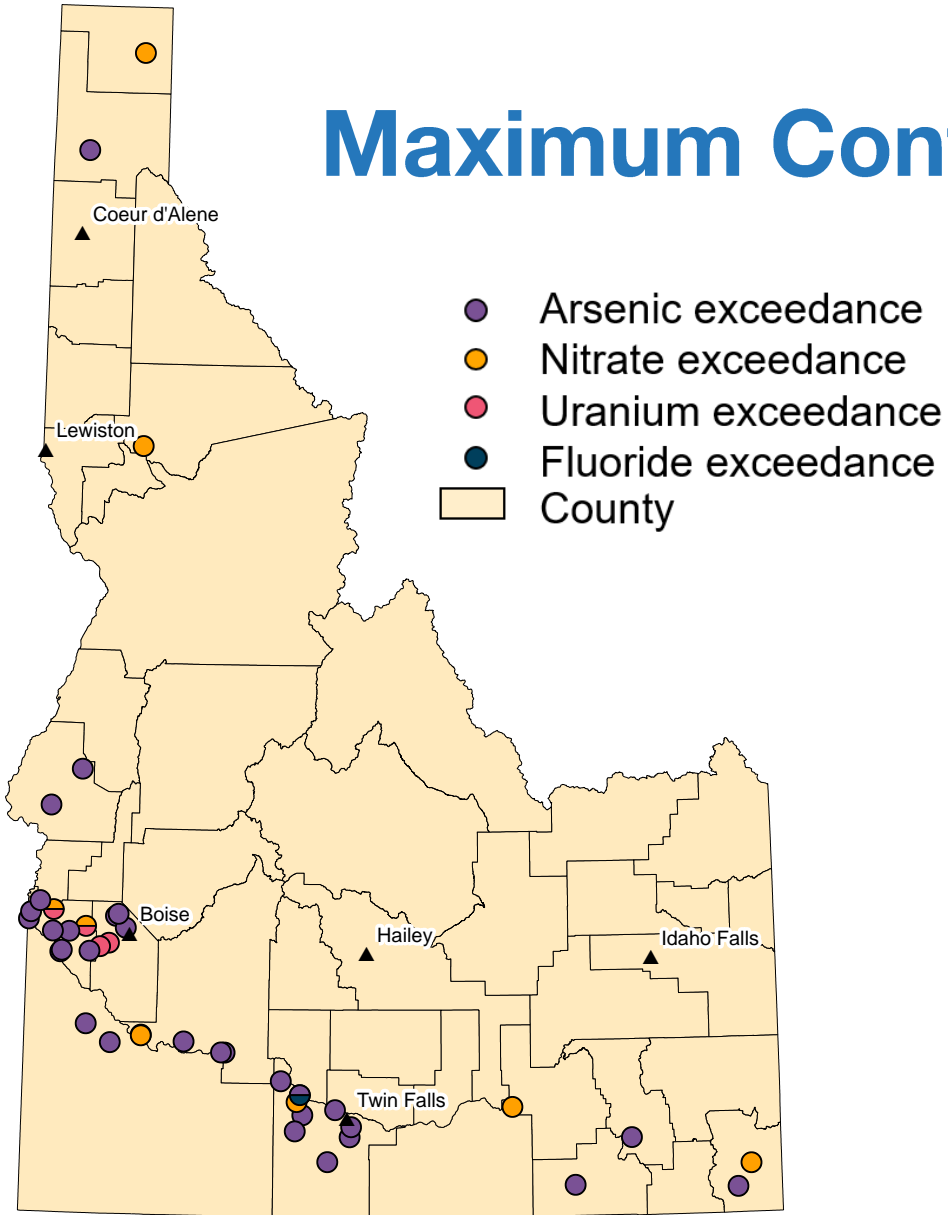 Maximum Con
Coeur d'Alene
Arsenic exceedance
Nitrate exceedance
Uranium exceedance
Lewiston
Fluoride exceedance
County
Boise
Hailey
Idaho Falls
Twin Falls